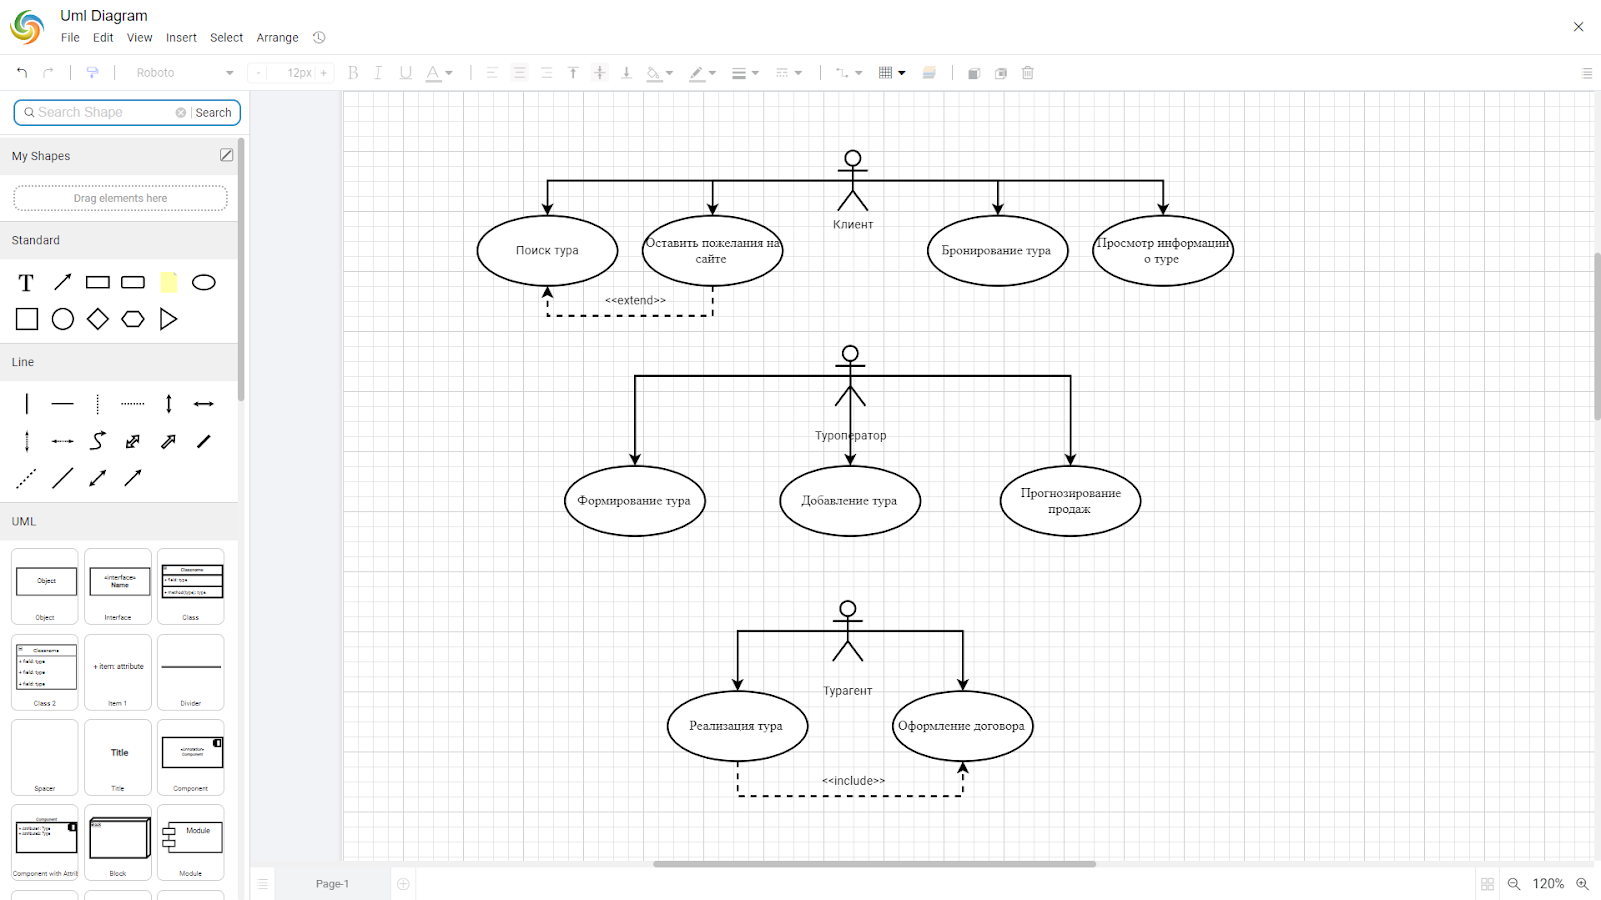 Uml Diagram
File Edit View Insert Select Arrange
Roboto
- 12px +
B I U A
Search Shape | Search
My Shapes
Drag elements here
Standard
T
Line
UML
Object
Object
«interface»
Name
Interface
Classname
+ field: type
+ method(type): type
Class
Classname
+ field: type
+ field: type
+ field: type
Class 2
+ item: attribute
Item 1
Divider
Spacer
Title
Title
«Annotation»
Component
Component
Component
+ Attribute1: Type
+ Attribute2: Type
Component with Attri
Block
Module
Module
Клиент
Поиск тура
Оставить пожелания на
сайте
Бронирование тура
Просмотр информации
о туре
<<extend>>
Туроператор
Формирование тура
Добавление тура
Прогнозирование
продаж
Турагент
Реализация тура
Оформление договора
<<include>>
Page-1
120%